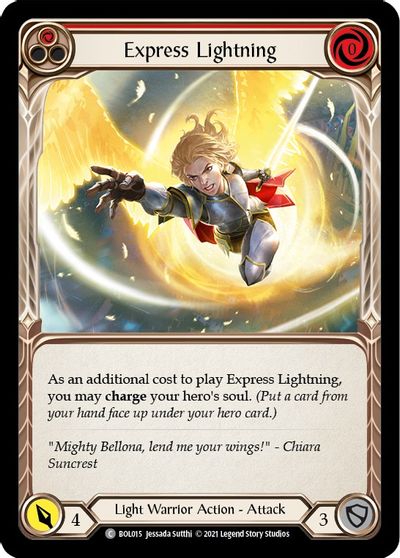 Express Lightning
0
As an additional cost to play Express Lightning,
you may charge your hero's soul. (Put a card from
your hand face up under your hero card.)
"Mighty Bellona, lend me your wings!" - Chiara
Suncrest
4
Light Warrior Action - Attack
3
C BOL015 Jessada Sutthi © 2021 Legend Story Studios